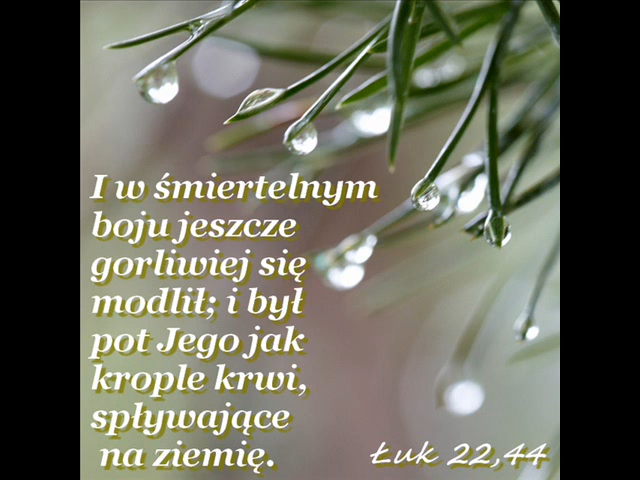 I w śmiertelnym
boju jeszcze
gorliwiej się
modlił; i był
pot Jego jak
krople krwi,
spływające
na ziemię.
Łuk 22,44